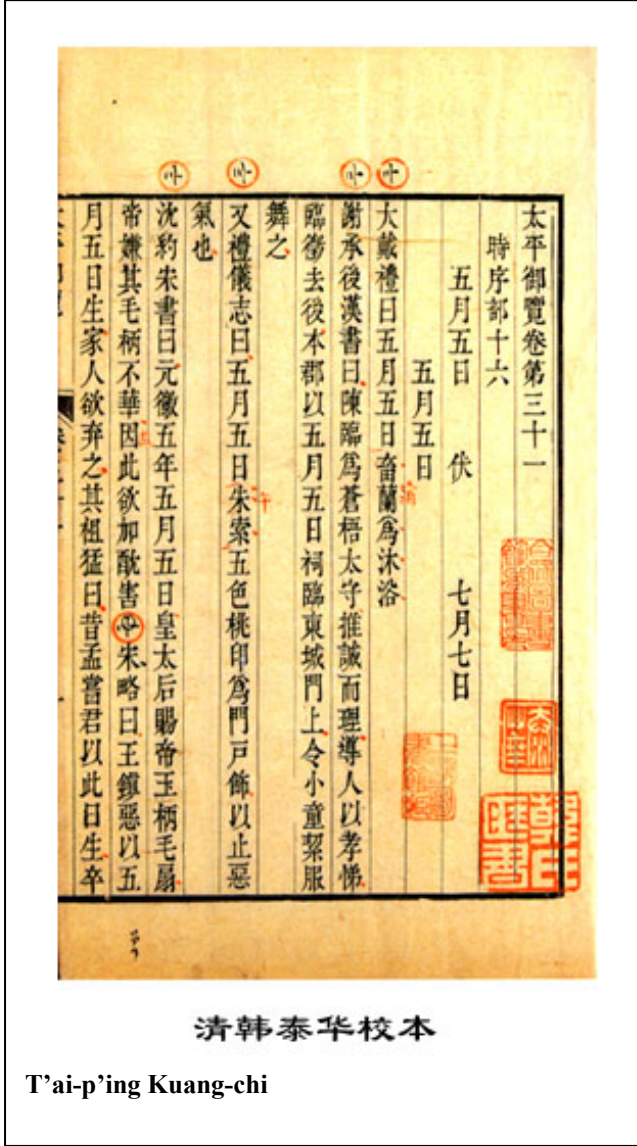 太平御覽卷第三十一
時序部十六
五月五日 伏 七月七日
五月五日
大戴禮曰五月五日畜蘭爲沐浴
謝承後漢書曰陳臨爲蒼梧太守推誠而理導人以孝悌
臨徵去後本郡以五月五日祠臨東城門上令小童絜服
舞之
又禮儀志曰五月五日朱索五色桃印爲門戶飾以止惡
氣也
沈約宋書曰元徽五年五月五日皇太后賜帝玉柄毛扇
帝嫌其毛柄不華因此欲加酖害 宋略曰王鎮惡以五
月五日生家人欲弃之其祖猛曰昔孟嘗君以此日生卒
清韩泰华校本
T’ai-p’ing Kuang-chi